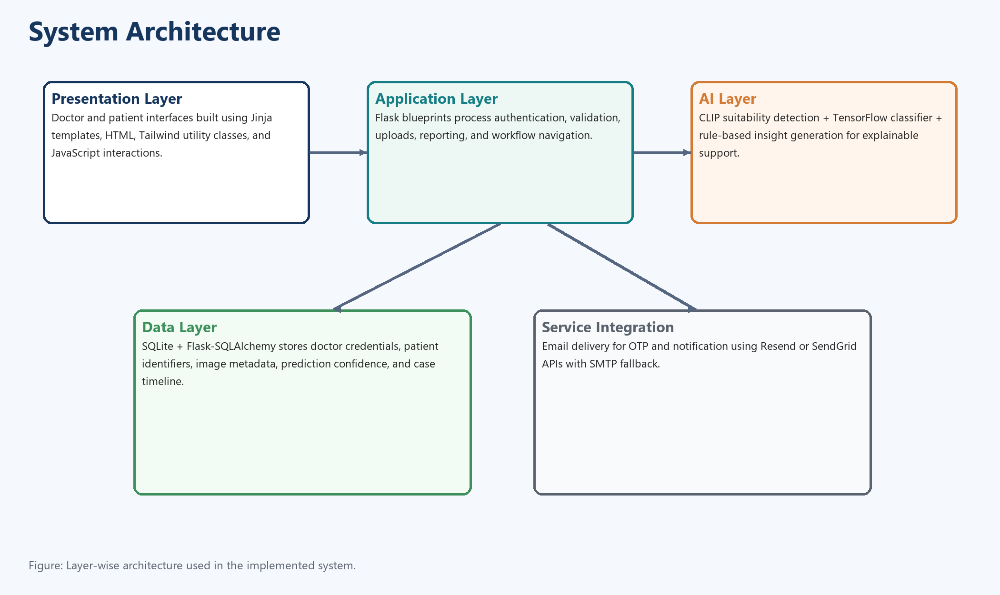 System Architecture
Presentation Layer
Doctor and patient interfaces built using Jinja
templates, HTML, Tailwind utility classes, and
JavaScript interactions.
Application Layer
Flask blueprints process authentication, validation,
uploads, reporting, and workflow navigation.
AI Layer
CLIP suitability detection + TensorFlow classifier +
rule-based insight generation for explainable
support.
Data Layer
SQLite + Flask-SQLAlchemy stores doctor credentials, patient
identifiers, image metadata, prediction confidence, and case
timeline.
Service Integration
Email delivery for OTP and notification using Resend or SendGrid
APIs with SMTP fallback.
Figure: Layer-wise architecture used in the implemented system.